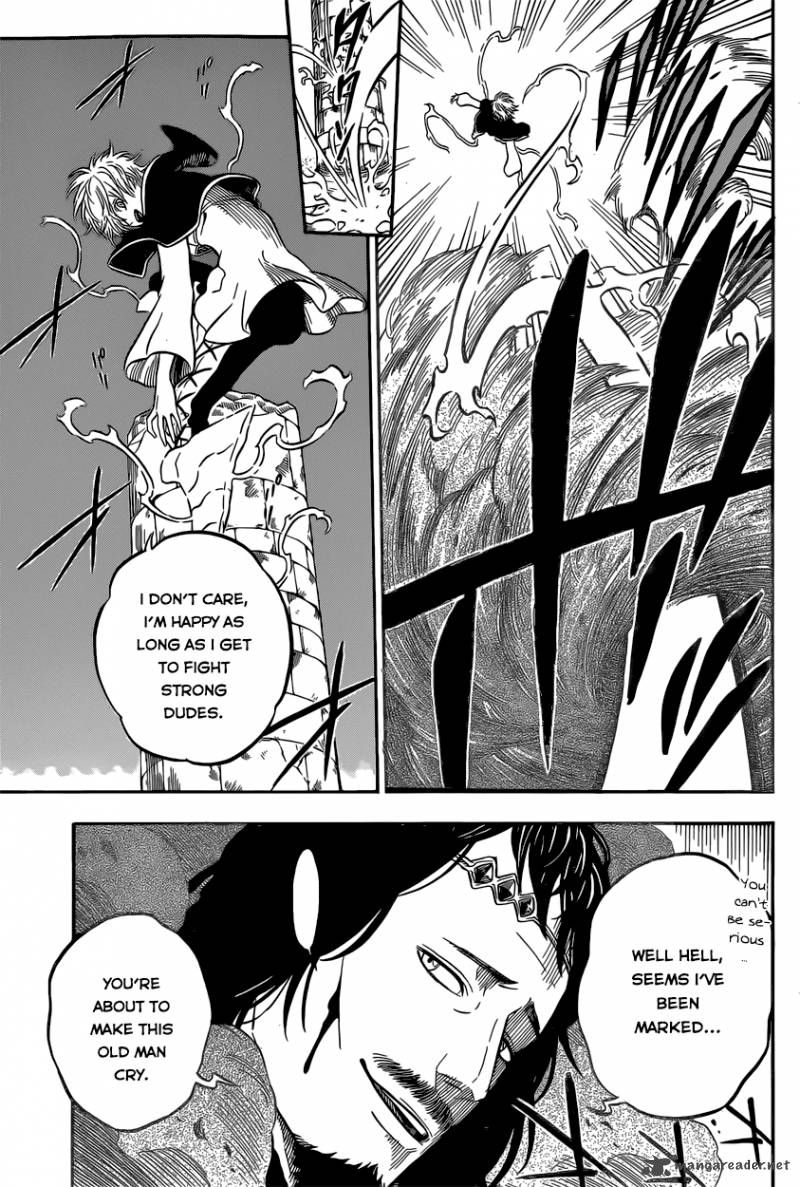 I DON'T CARE,
I'M HAPPY AS
LONG AS I GET
TO FIGHT
STRONG
DUDES.
You
can't
Be se-
rious
...
WELL HELL,
SEEMS I'VE
BEEN
MARKED...
YOU'RE
ABOUT TO
MAKE THIS
OLD MAN
CRY.
mangareader.net